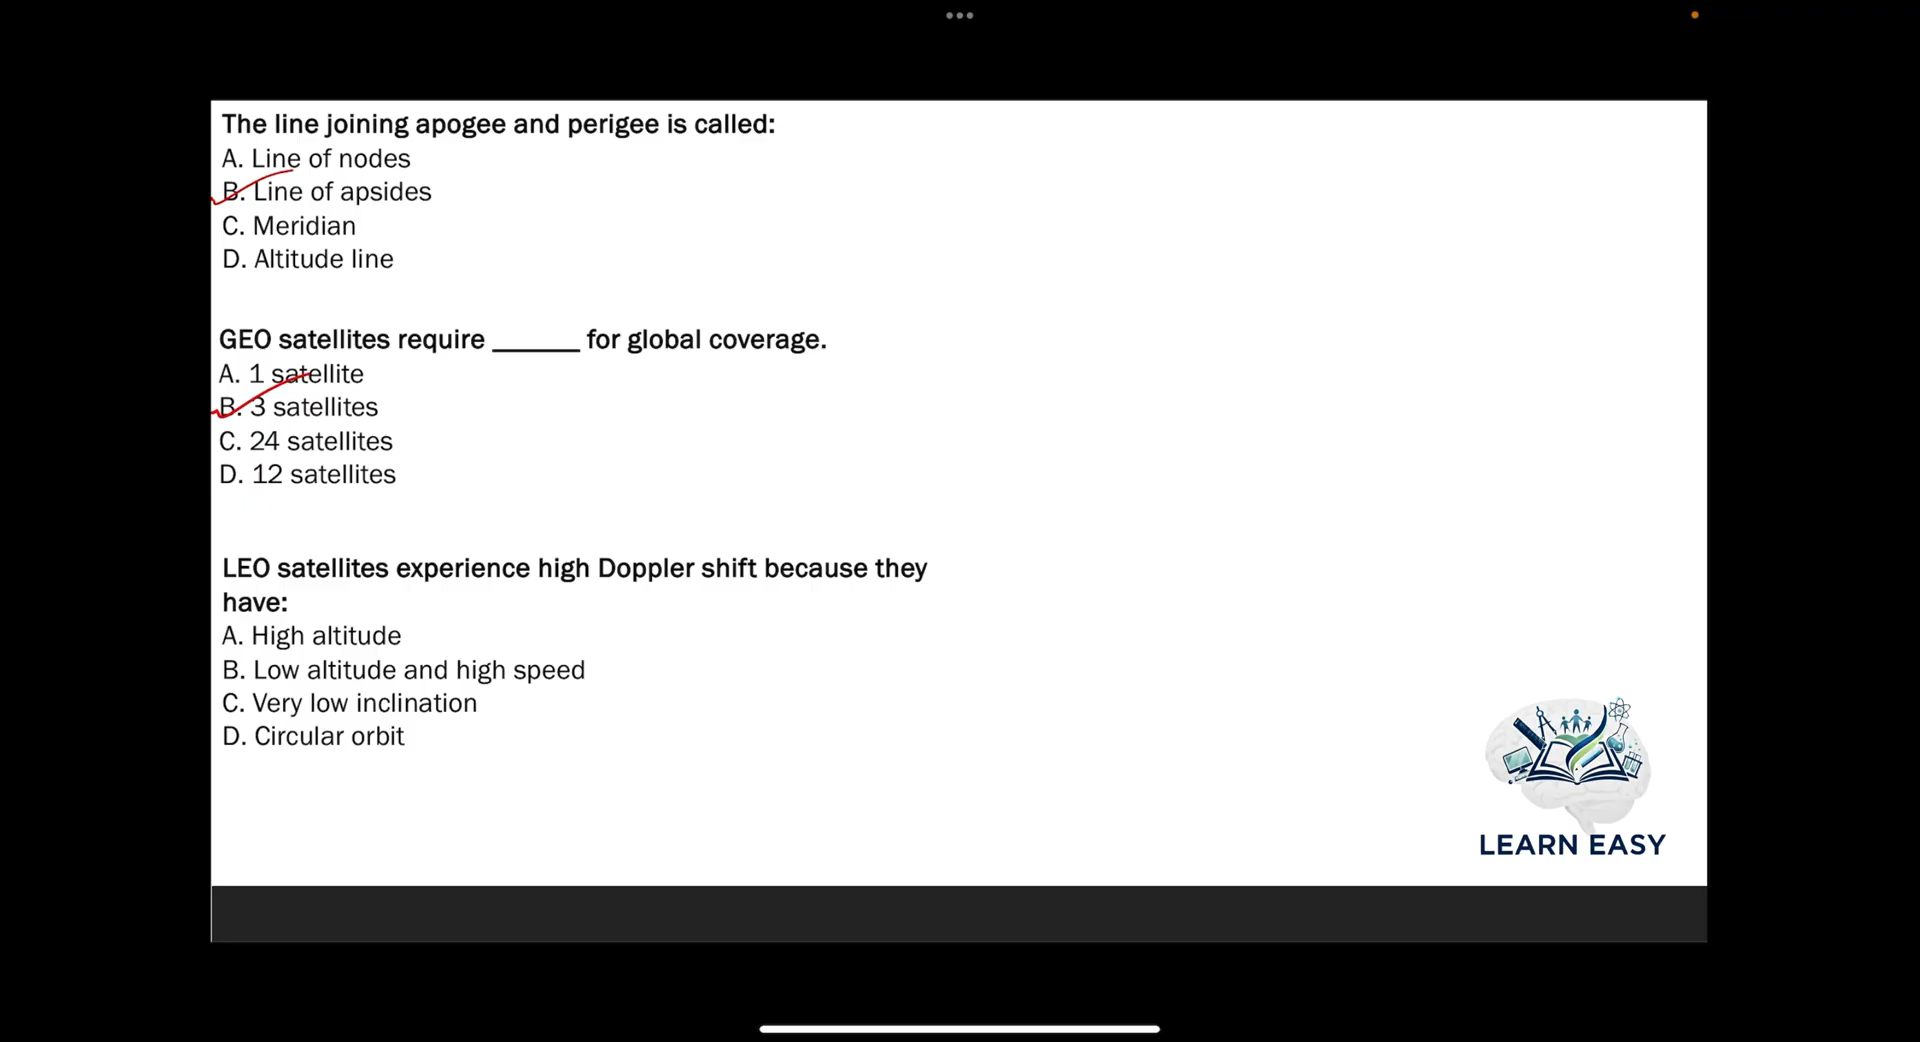 The line joining apogee and perigee is called:
A. Line of nodes
B. Line of apsides
C. Meridian
D. Altitude line
GEO satellites require ______ for global coverage.
A. 1 satellite
B. 3 satellites
C. 24 satellites
D. 12 satellites
LEO satellites experience high Doppler shift because they
have:
A. High altitude
B. Low altitude and high speed
C. Very low inclination
D. Circular orbit
LEARN EASY